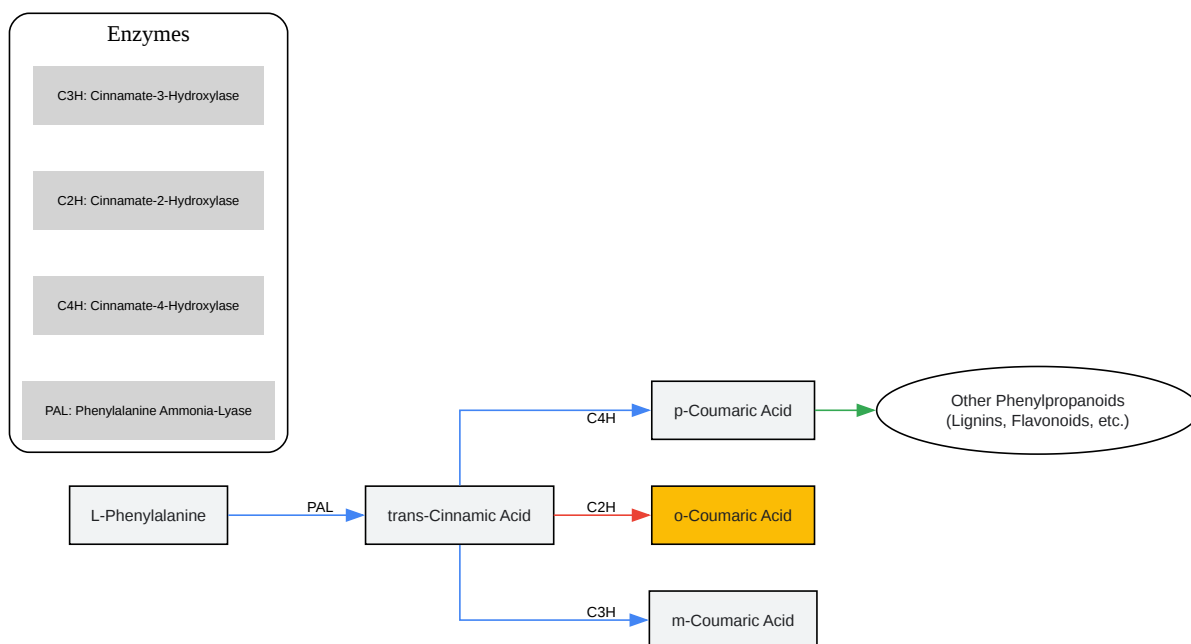 Enzymes
C3H: Cinnamate-3-Hydroxylase
C2H: Cinnamate-2-Hydroxylase
C4H: Cinnamate-4-Hydroxylase
PAL: Phenylalanine Ammonia-Lyase
L-Phenylalanine
PAL
trans-Cinnamic Acid
C4H
p-Coumaric Acid
Other Phenylpropanoids
(Lignins, Flavonoids, etc.)
C2H
o-Coumaric Acid
C3H
m-Coumaric Acid